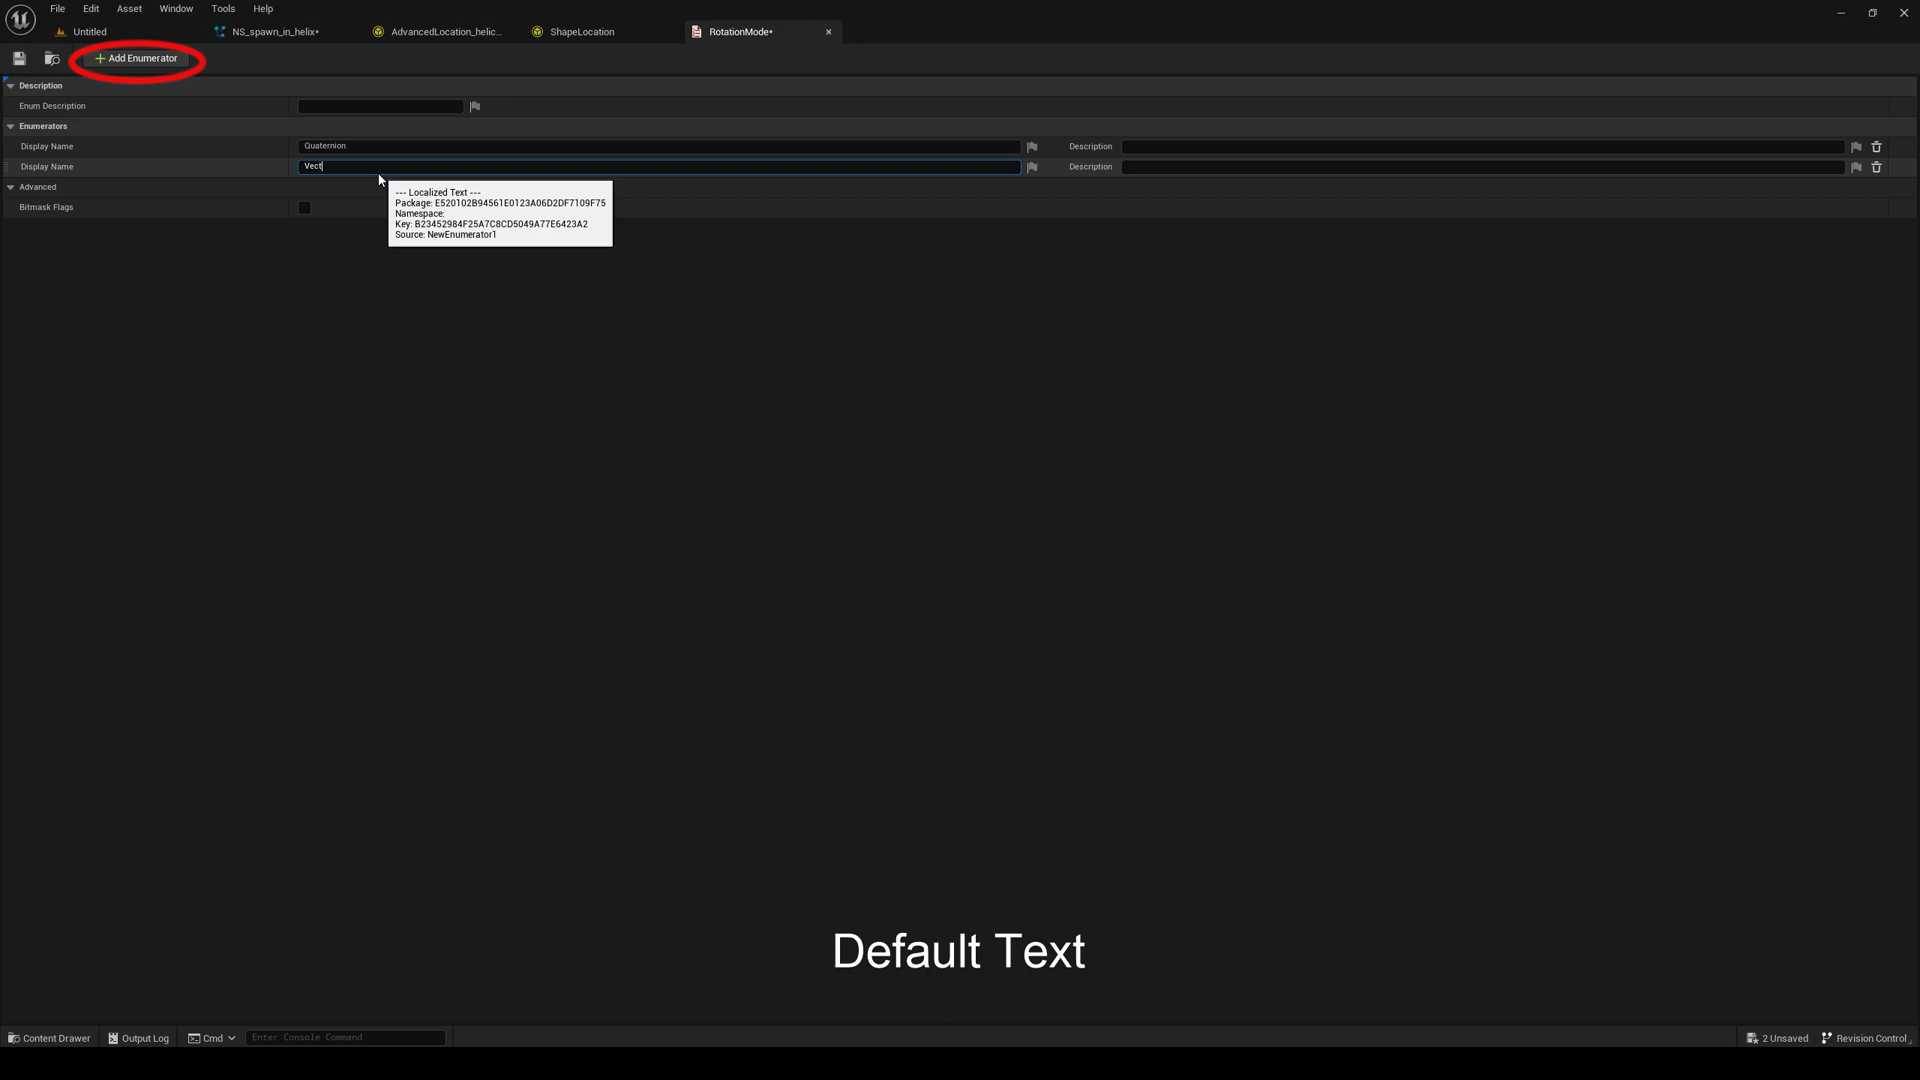 File Edit Asset Window Tools Help
Untitled NS_spawn_in_helix* AdvancedLocation_helic... ShapeLocation RotationMode*
Add Enumerator
Description
Enum Description
Enumerators
Display Name Quaternion Description
Display Name Vect Description
Advanced
Bitmask Flags
--- Localized Text ---
Package: E520102B94561E0123A06D2DF7109F75
Namespace:
Key: B23452984F25A7C8CD5049A77E6423A2
Source: NewEnumerator1
Default Text
Content Drawer Output Log Cmd Enter Console Command 2 Unsaved Revision Control